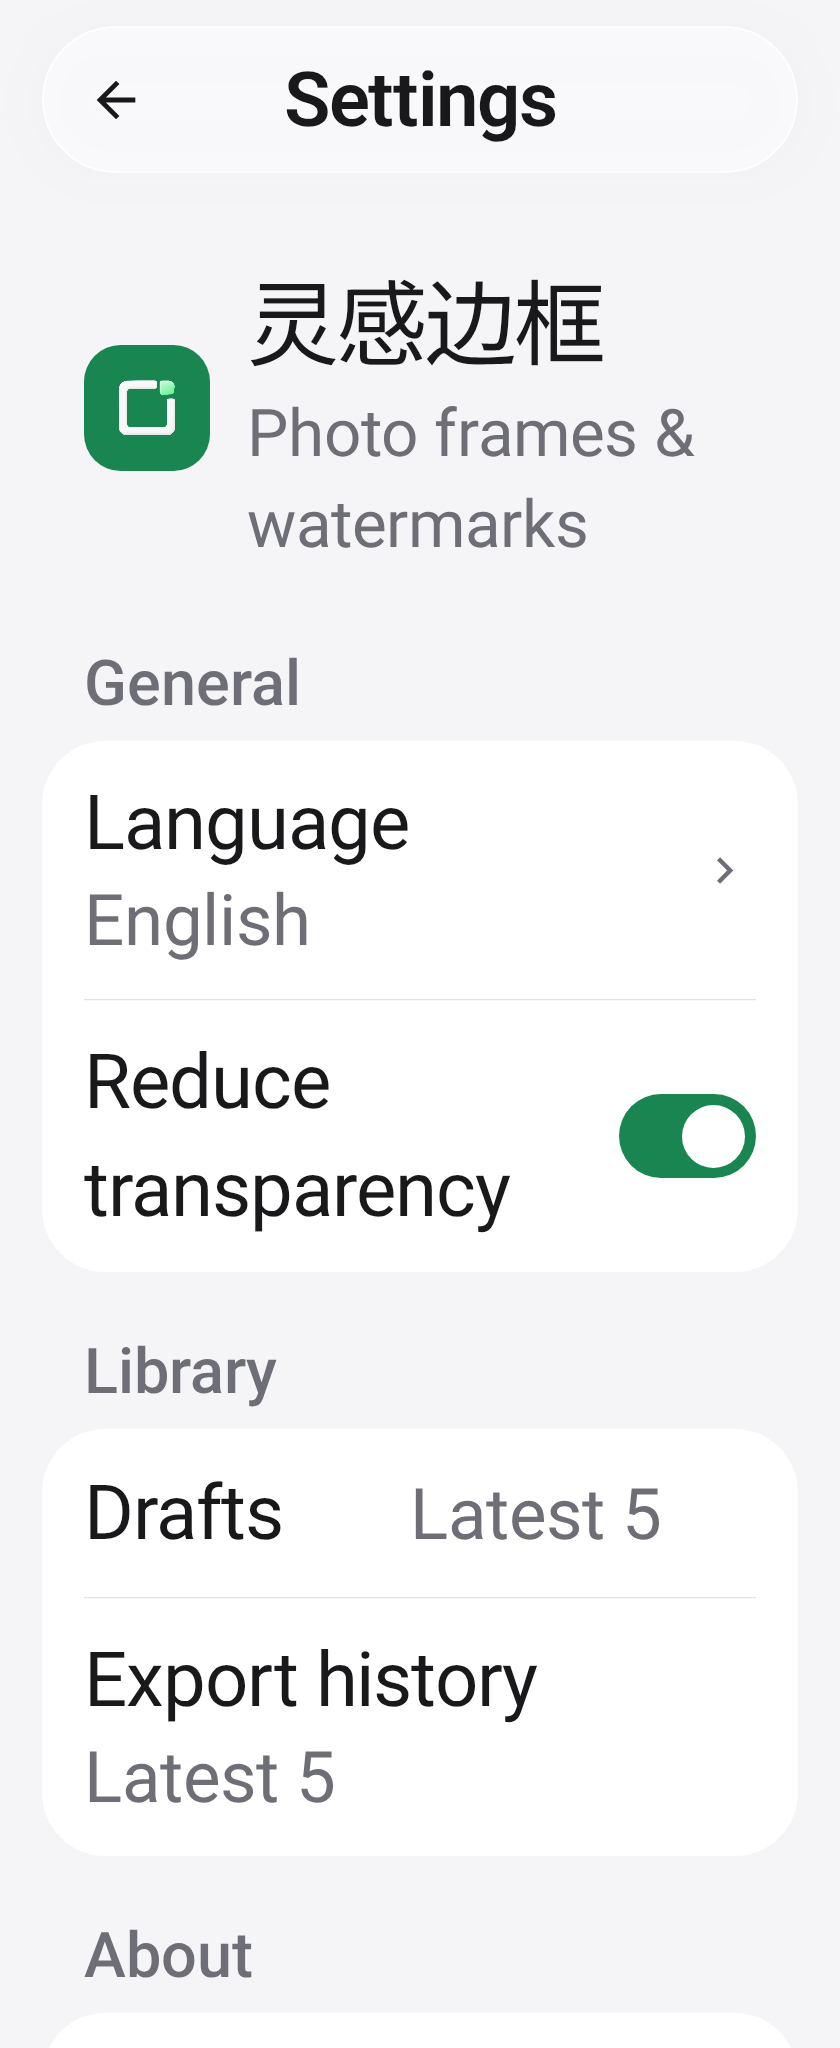 Settings
灵感边框
Photo frames &
watermarks
General
Language
English
Reduce
transparency
Library
Drafts
Latest 5
Export history
Latest 5
About